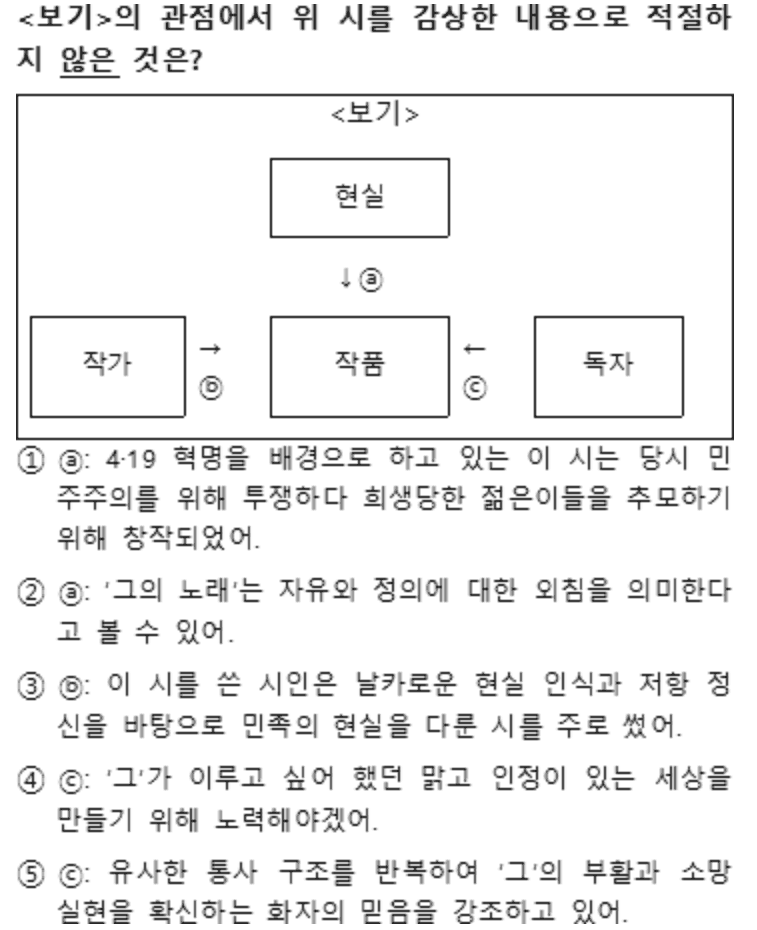 <보기>의 관점에서 위 시를 감상한 내용으로 적절하
지 않은 것은?
<보기>
현실
↓ ⓐ
작가 → 작품 ← 독자
ⓑ ⓒ
① ⓐ: 4·19 혁명을 배경으로 하고 있는 이 시는 당시 민
주주의를 위해 투쟁하다 희생당한 젊은이들을 추모하기
위해 창작되었어.
② ⓐ: '그의 노래'는 자유와 정의에 대한 외침을 의미한다
고 볼 수 있어.
③ ⓑ: 이 시를 쓴 시인은 날카로운 현실 인식과 저항 정
신을 바탕으로 민족의 현실을 다룬 시를 주로 썼어.
④ ⓒ: '그'가 이루고 싶어 했던 맑고 인정이 있는 세상을
만들기 위해 노력해야겠어.
⑤ ⓒ: 유사한 통사 구조를 반복하여 '그'의 부활과 소망
실현을 확신하는 화자의 믿음을 강조하고 있어.